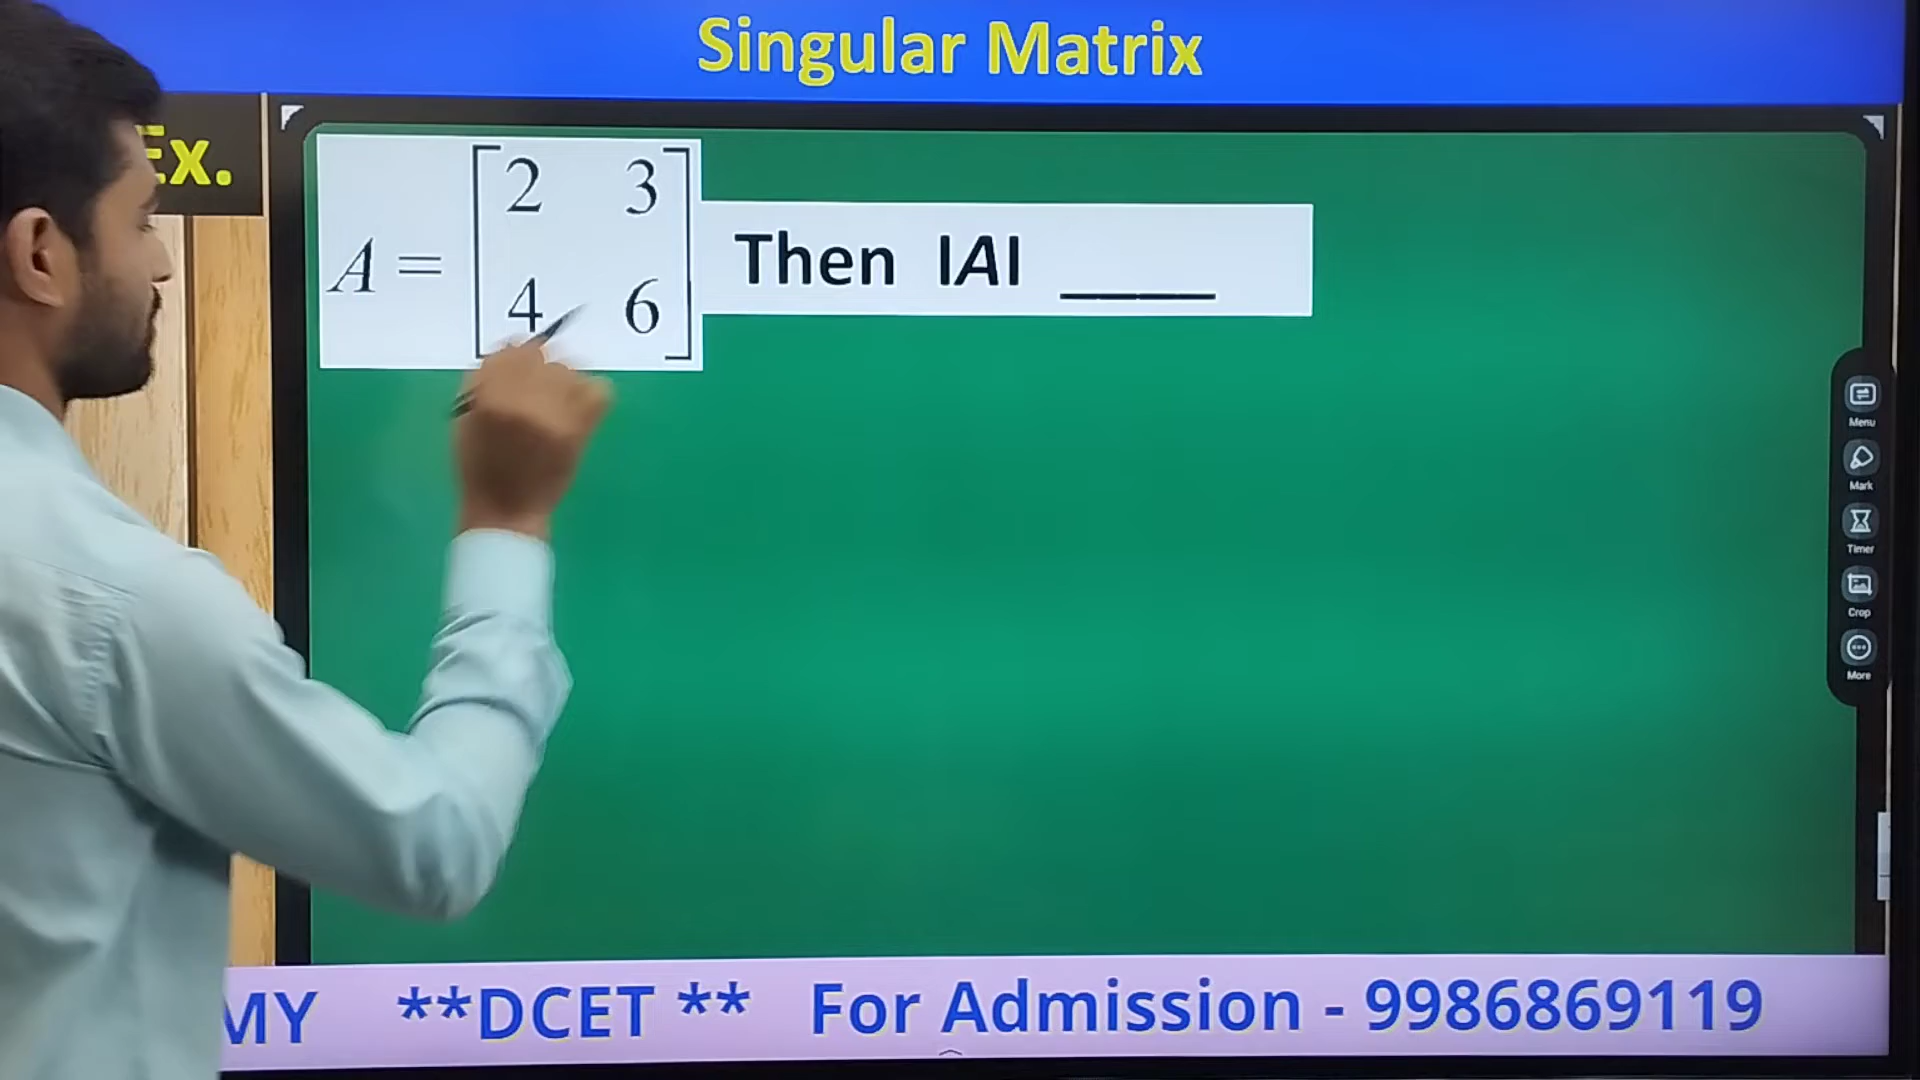 Singular Matrix
Ex.
A = [2 3
4 6] Then IAI ____
MY **DCET ** For Admission - 9986869119
Menu
Mark
Timer
Crop
More